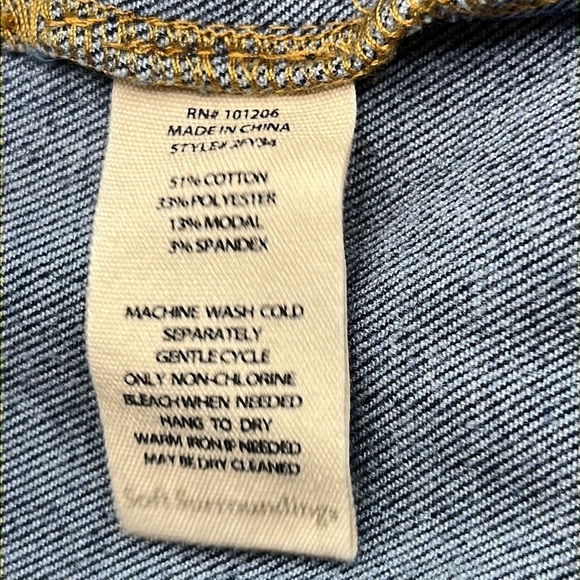 RN# 101206
MADE IN CHINA
STYLE# 2FY34
51% COTTON
33% POLYESTER
13% MODAL
3% SPANDEX
MACHINE WASH COLD
SEPARATELY
GENTLE CYCLE
ONLY NON-CHLORINE
BLEACH WHEN NEEDED
HANG TO DRY
WARM IRON IF NEEDED
MAY BE DRY CLEANED
Soft Surroundings